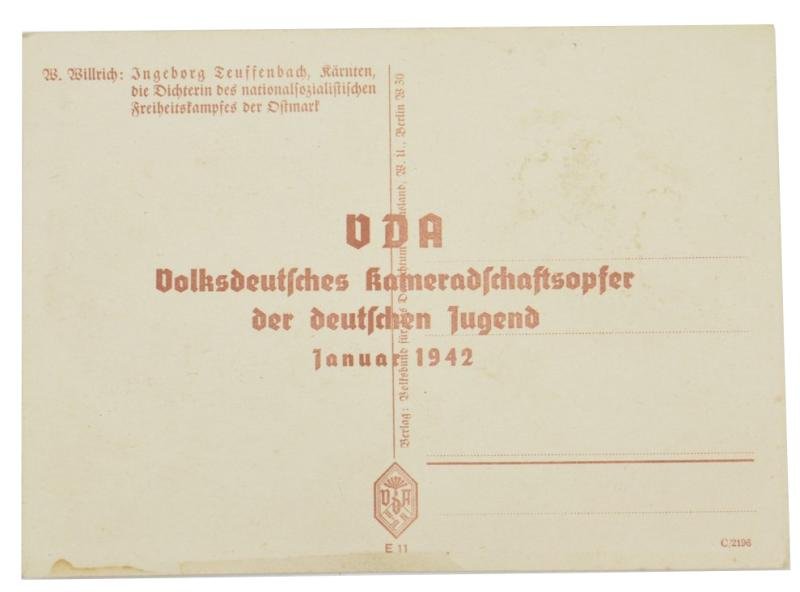 W. Willrich: Ingeborg Teuffenbach, Kärnten,
die Dichterin des nationalsozialistischen
Freiheitskampfes der Ostmark
VDA
Volksdeutsches Kameradschaftsopfer
der deutschen Jugend
Januar 1942
Verlag: Volksbund für das Deutschtum Ausland, W. U., Berlin W 30
VDA
E 11
C/2196